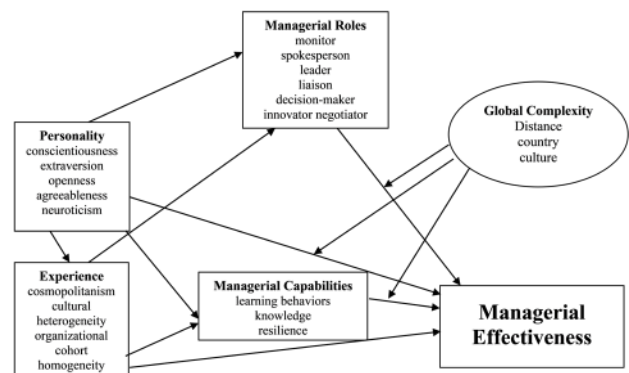 Managerial Roles
monitor
spokesperson
leader
liaison
decision-maker
innovator negotiator
Global Complexity
Distance
country
culture
Personality
conscientiousness
extraversion
openness
agreeableness
neuroticism
Experience
cosmopolitanism
cultural
heterogeneity
organizational
cohort
homogeneity
Managerial Capabilities
learning behaviors
knowledge
resilience
Managerial
Effectiveness